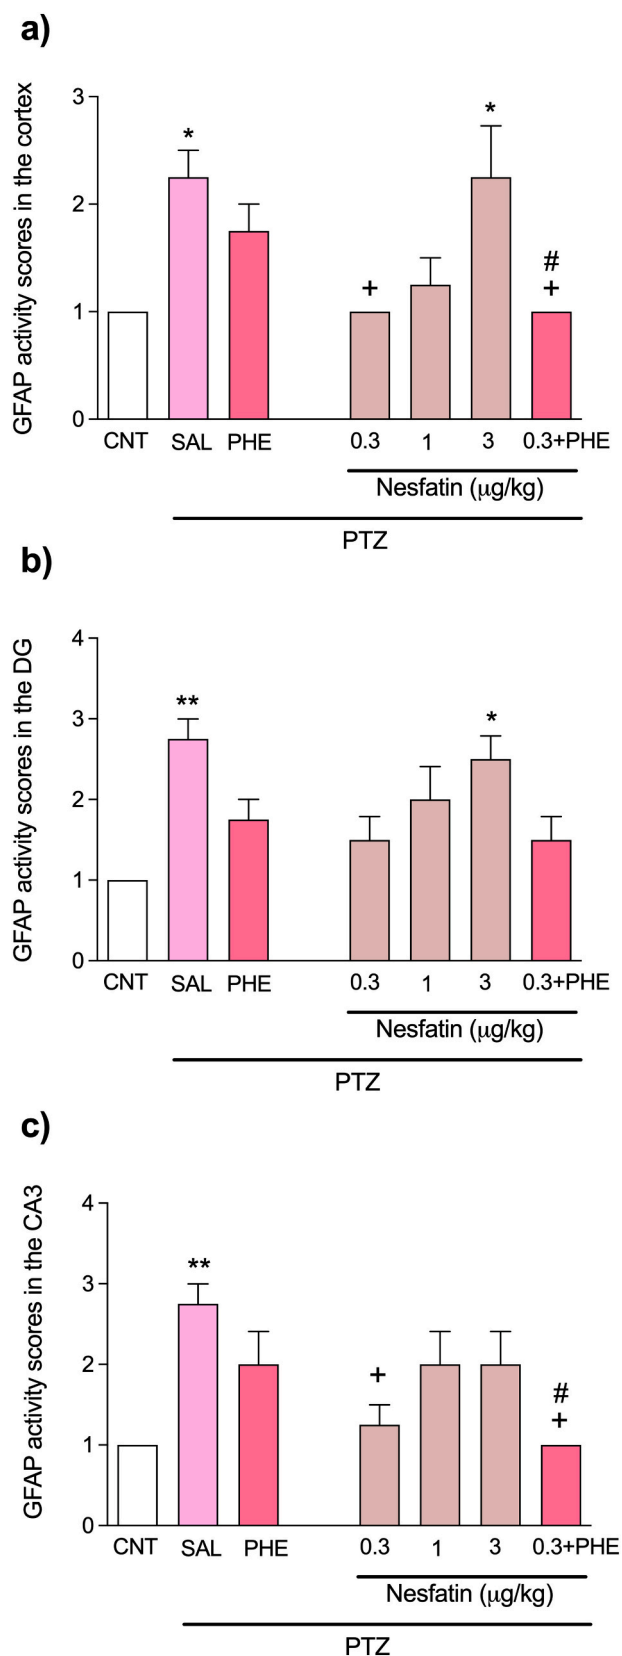 a)
GFAP activity scores in the cortex
3
2
1
0
*
*
+
#
+
CNT SAL PHE 0.3 1 3 0.3+PHE
Nesfatin (μg/kg)
PTZ
b)
GFAP activity scores in the DG
4
3
2
1
0
**
*
CNT SAL PHE 0.3 1 3 0.3+PHE
Nesfatin (μg/kg)
PTZ
c)
GFAP activity scores in the CA3
4
3
2
1
0
**
+
#
+
CNT SAL PHE 0.3 1 3 0.3+PHE
Nesfatin (μg/kg)
PTZ